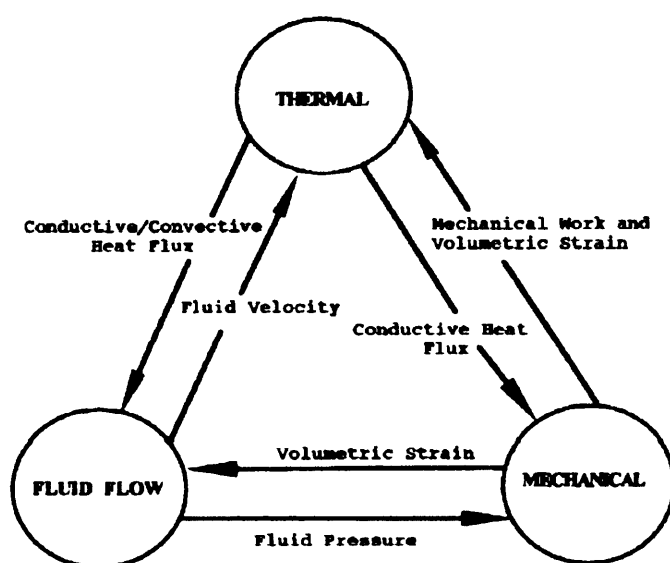 THERMAL
Conductive/Convective
Heat Flux
Mechanical Work and
Volumetric Strain
Fluid Velocity
Conductive Heat
Flux
Volumetric Strain
FLUID FLOW
MECHANICAL
Fluid Pressure